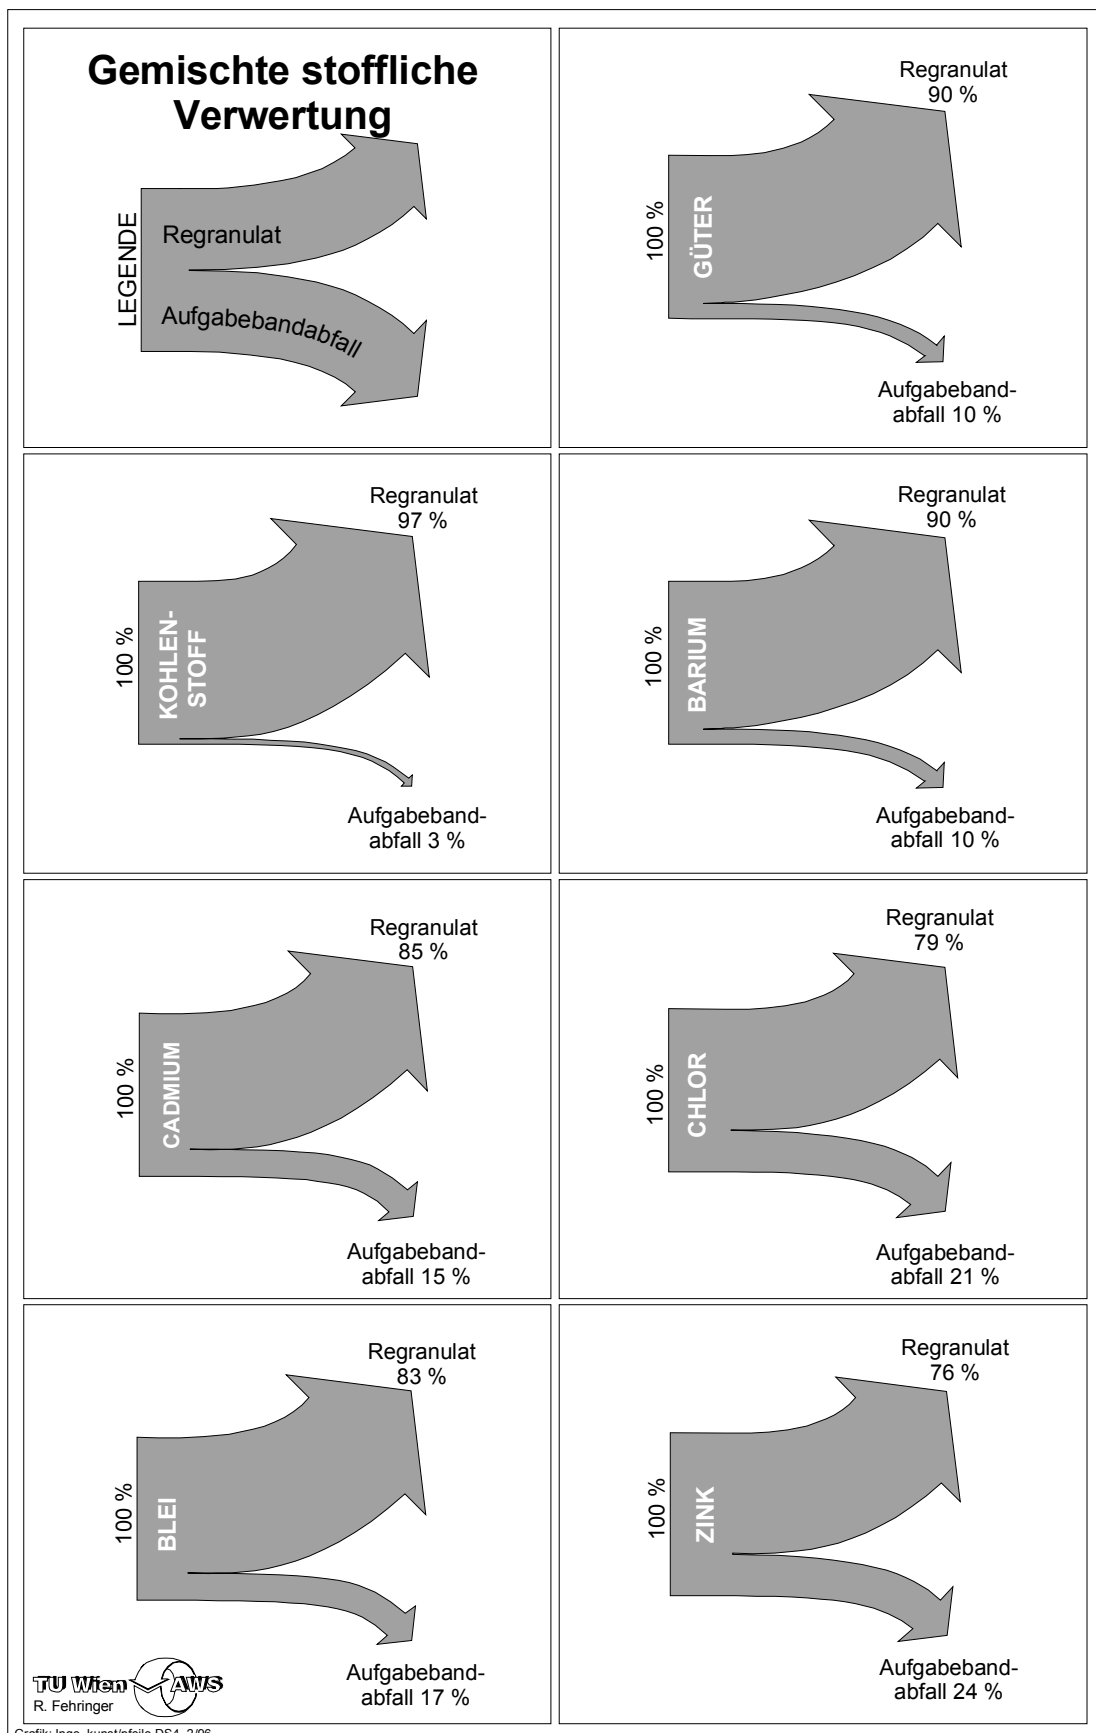 Gemischte stoffliche
Verwertung
LEGENDE
Regranulat
Aufgabebandabfall
Regranulat
90 %
100 %
GÜTER
Aufgabeband-
abfall 10 %
Regranulat
97 %
100 %
KOHLEN-
STOFF
Aufgabeband-
abfall 3 %
Regranulat
90 %
100 %
BARIUM
Aufgabeband-
abfall 10 %
Regranulat
85 %
100 %
CADMIUM
Aufgabeband-
abfall 15 %
Regranulat
79 %
100 %
CHLOR
Aufgabeband-
abfall 21 %
Regranulat
83 %
100 %
BLEI
Aufgabeband-
abfall 17 %
Regranulat
76 %
100 %
ZINK
Aufgabeband-
abfall 24 %
TU Wien AWS
R. Fehringer